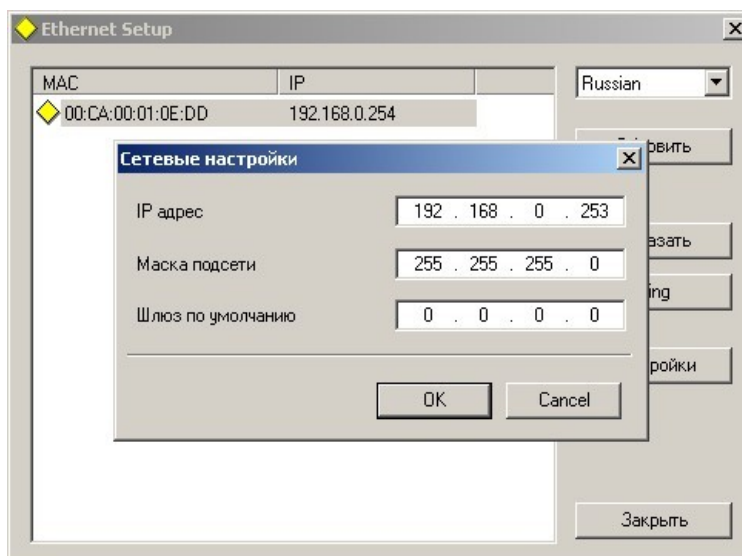 Ethernet Setup
MAC IP
Russian
00:CA:00:01:0E:DD 192.168.0.254
Сетевые настройки
IP адрес 192 . 168 . 0 . 253
Маска подсети 255 . 255 . 255 . 0
Шлюз по умолчанию 0 . 0 . 0 . 0
OK Cancel
Закрыть